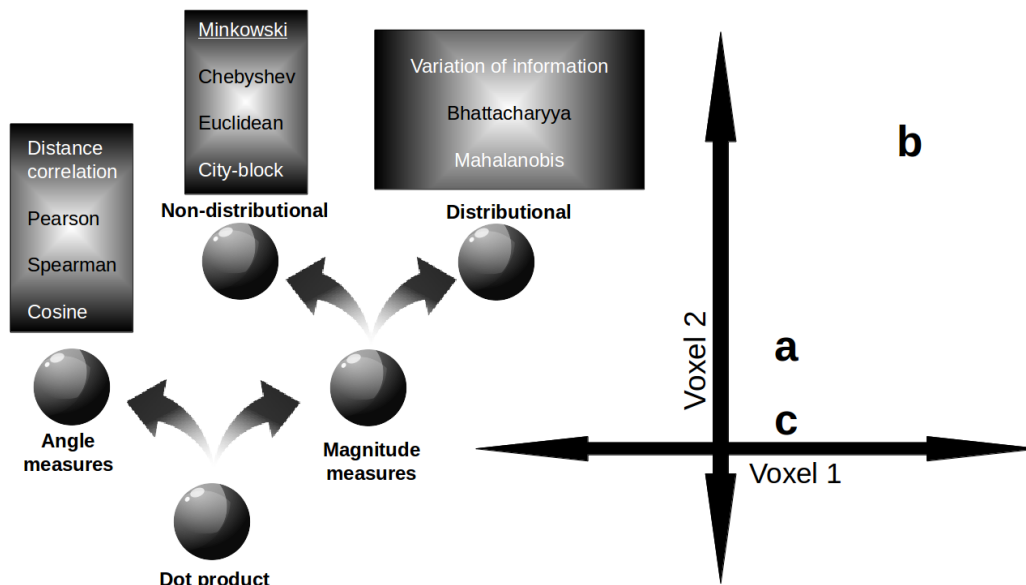 Minkowski
Chebyshev
Euclidean
City-block
Non-distributional
Variation of information
Bhattacharyya
Mahalanobis
Distributional
Distance
correlation
Pearson
Spearman
Cosine
Angle
measures
Magnitude
measures
Dot product
b
Voxel 2
a
c
Voxel 1